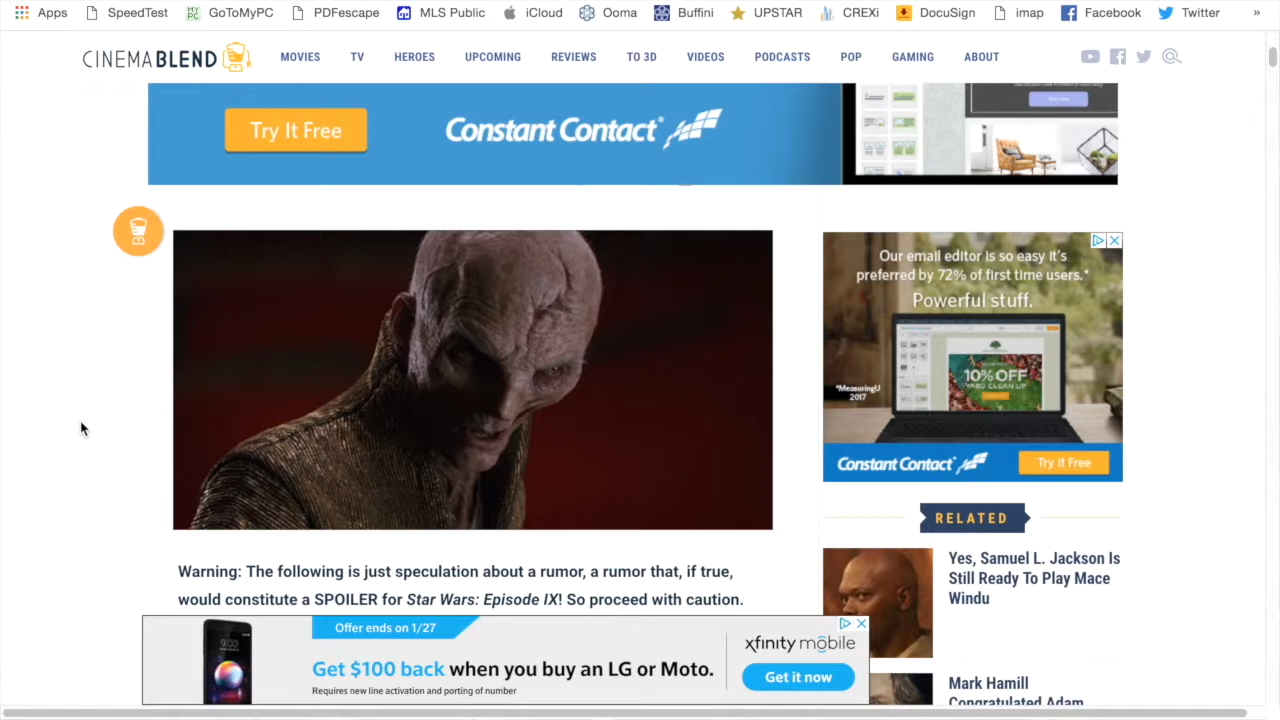 Apps SpeedTest GoToMyPC PDFescape MLS Public iCloud Ooma Buffini UPSTAR CREXi DocuSign imap Facebook Twitter »
CINEMABLEND MOVIES TV HEROES UPCOMING REVIEWS TO 3D VIDEOS PODCASTS POP GAMING ABOUT
Try It Free
Constant Contact
Our email editor is so easy it's
preferred by 72% of first time users.*
Powerful stuff.
10% OFF
YARD CLEAN UP
*MeasuringU
2017
Constant Contact
Try It Free
RELATED
Yes, Samuel L. Jackson Is
Still Ready To Play Mace
Windu
Warning: The following is just speculation about a rumor, a rumor that, if true,
would constitute a SPOILER for Star Wars: Episode IX! So proceed with caution.
Offer ends on 1/27
9:00
Get $100 back when you buy an LG or Moto.
Requires new line activation and porting of number
xfinity mobile
Get it now
Mark Hamill
Congratulated Adam